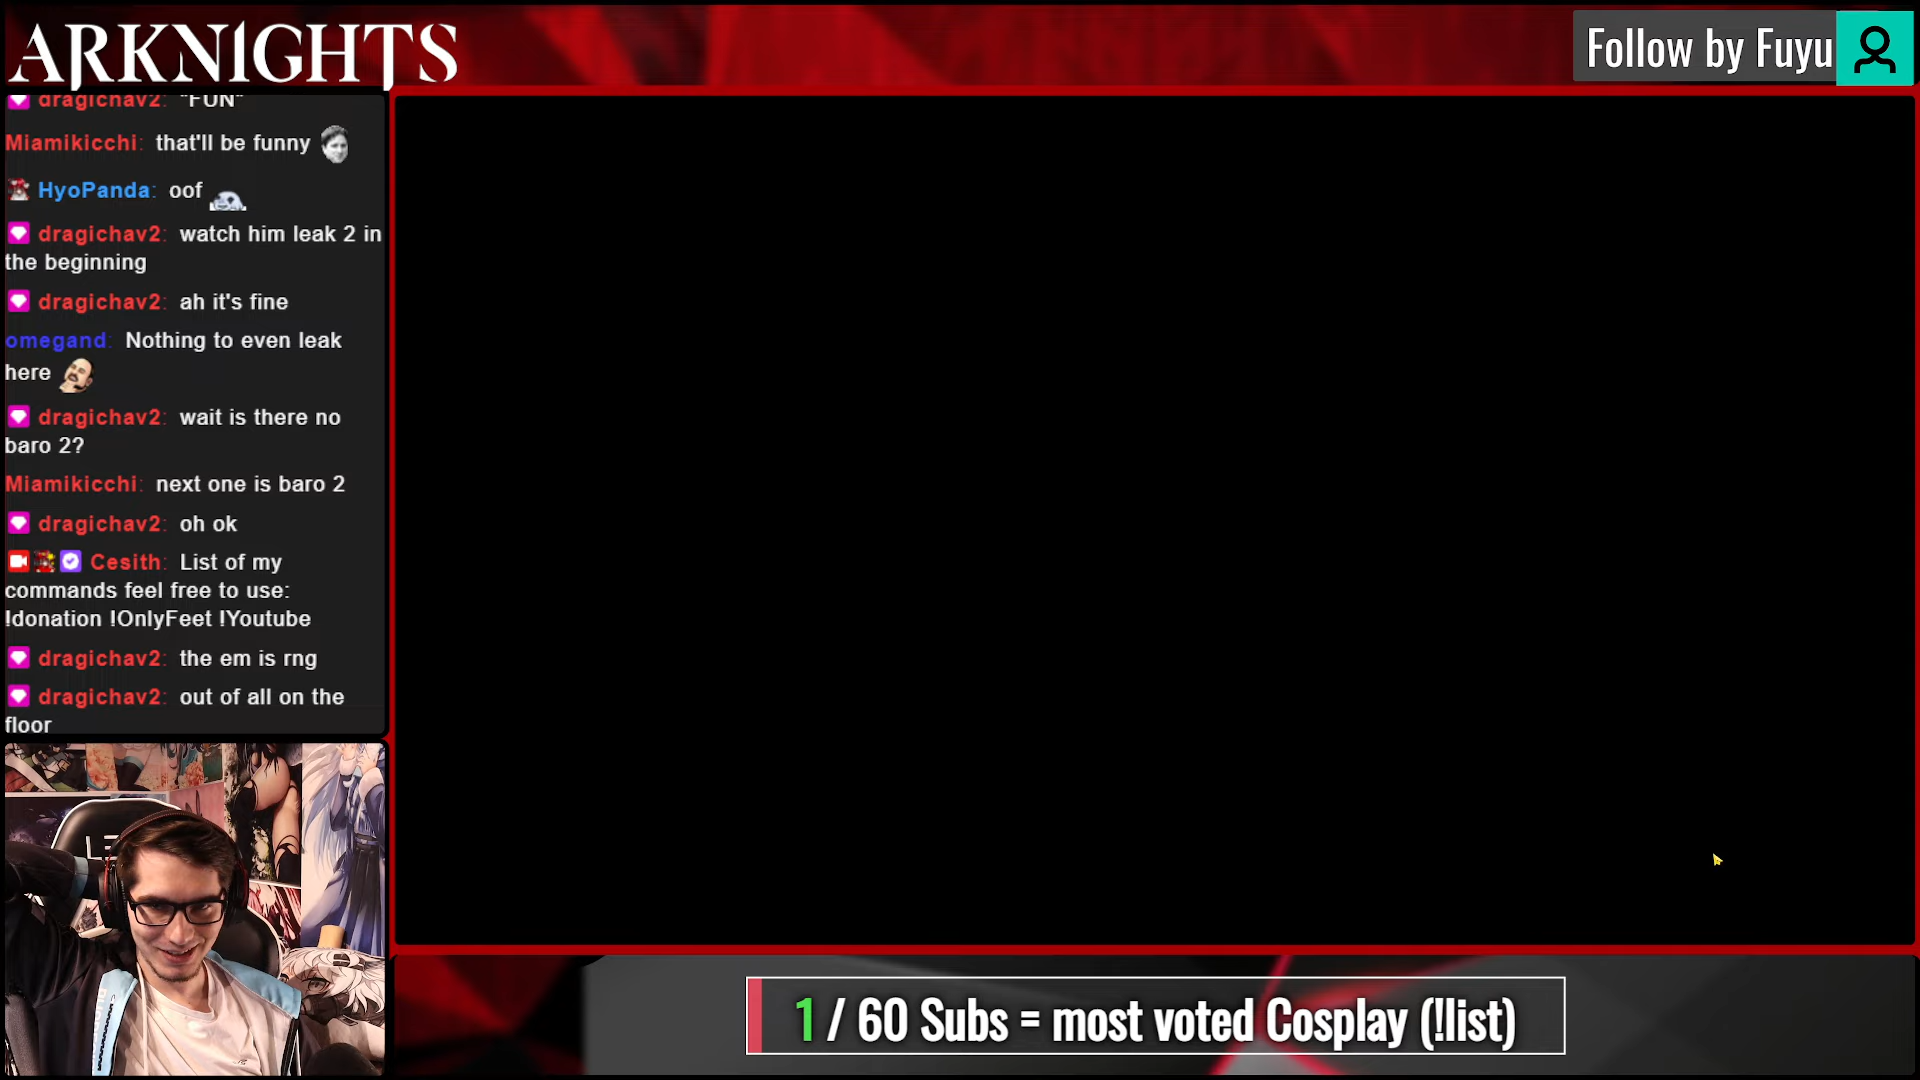 ARKNIGHTS
Follow by Fuyu
dragichav2: "FUN"
Miamikicchi: that'll be funny
HyoPanda: oof
dragichav2: watch him leak 2 in
the beginning
dragichav2: ah it's fine
omegand: Nothing to even leak
here
dragichav2: wait is there no
baro 2?
Miamikicchi: next one is baro 2
dragichav2: oh ok
Cesith: List of my
commands feel free to use:
!donation !OnlyFeet !Youtube
dragichav2: the em is rng
dragichav2: out of all on the
floor
1 / 60 Subs = most voted Cosplay (!list)